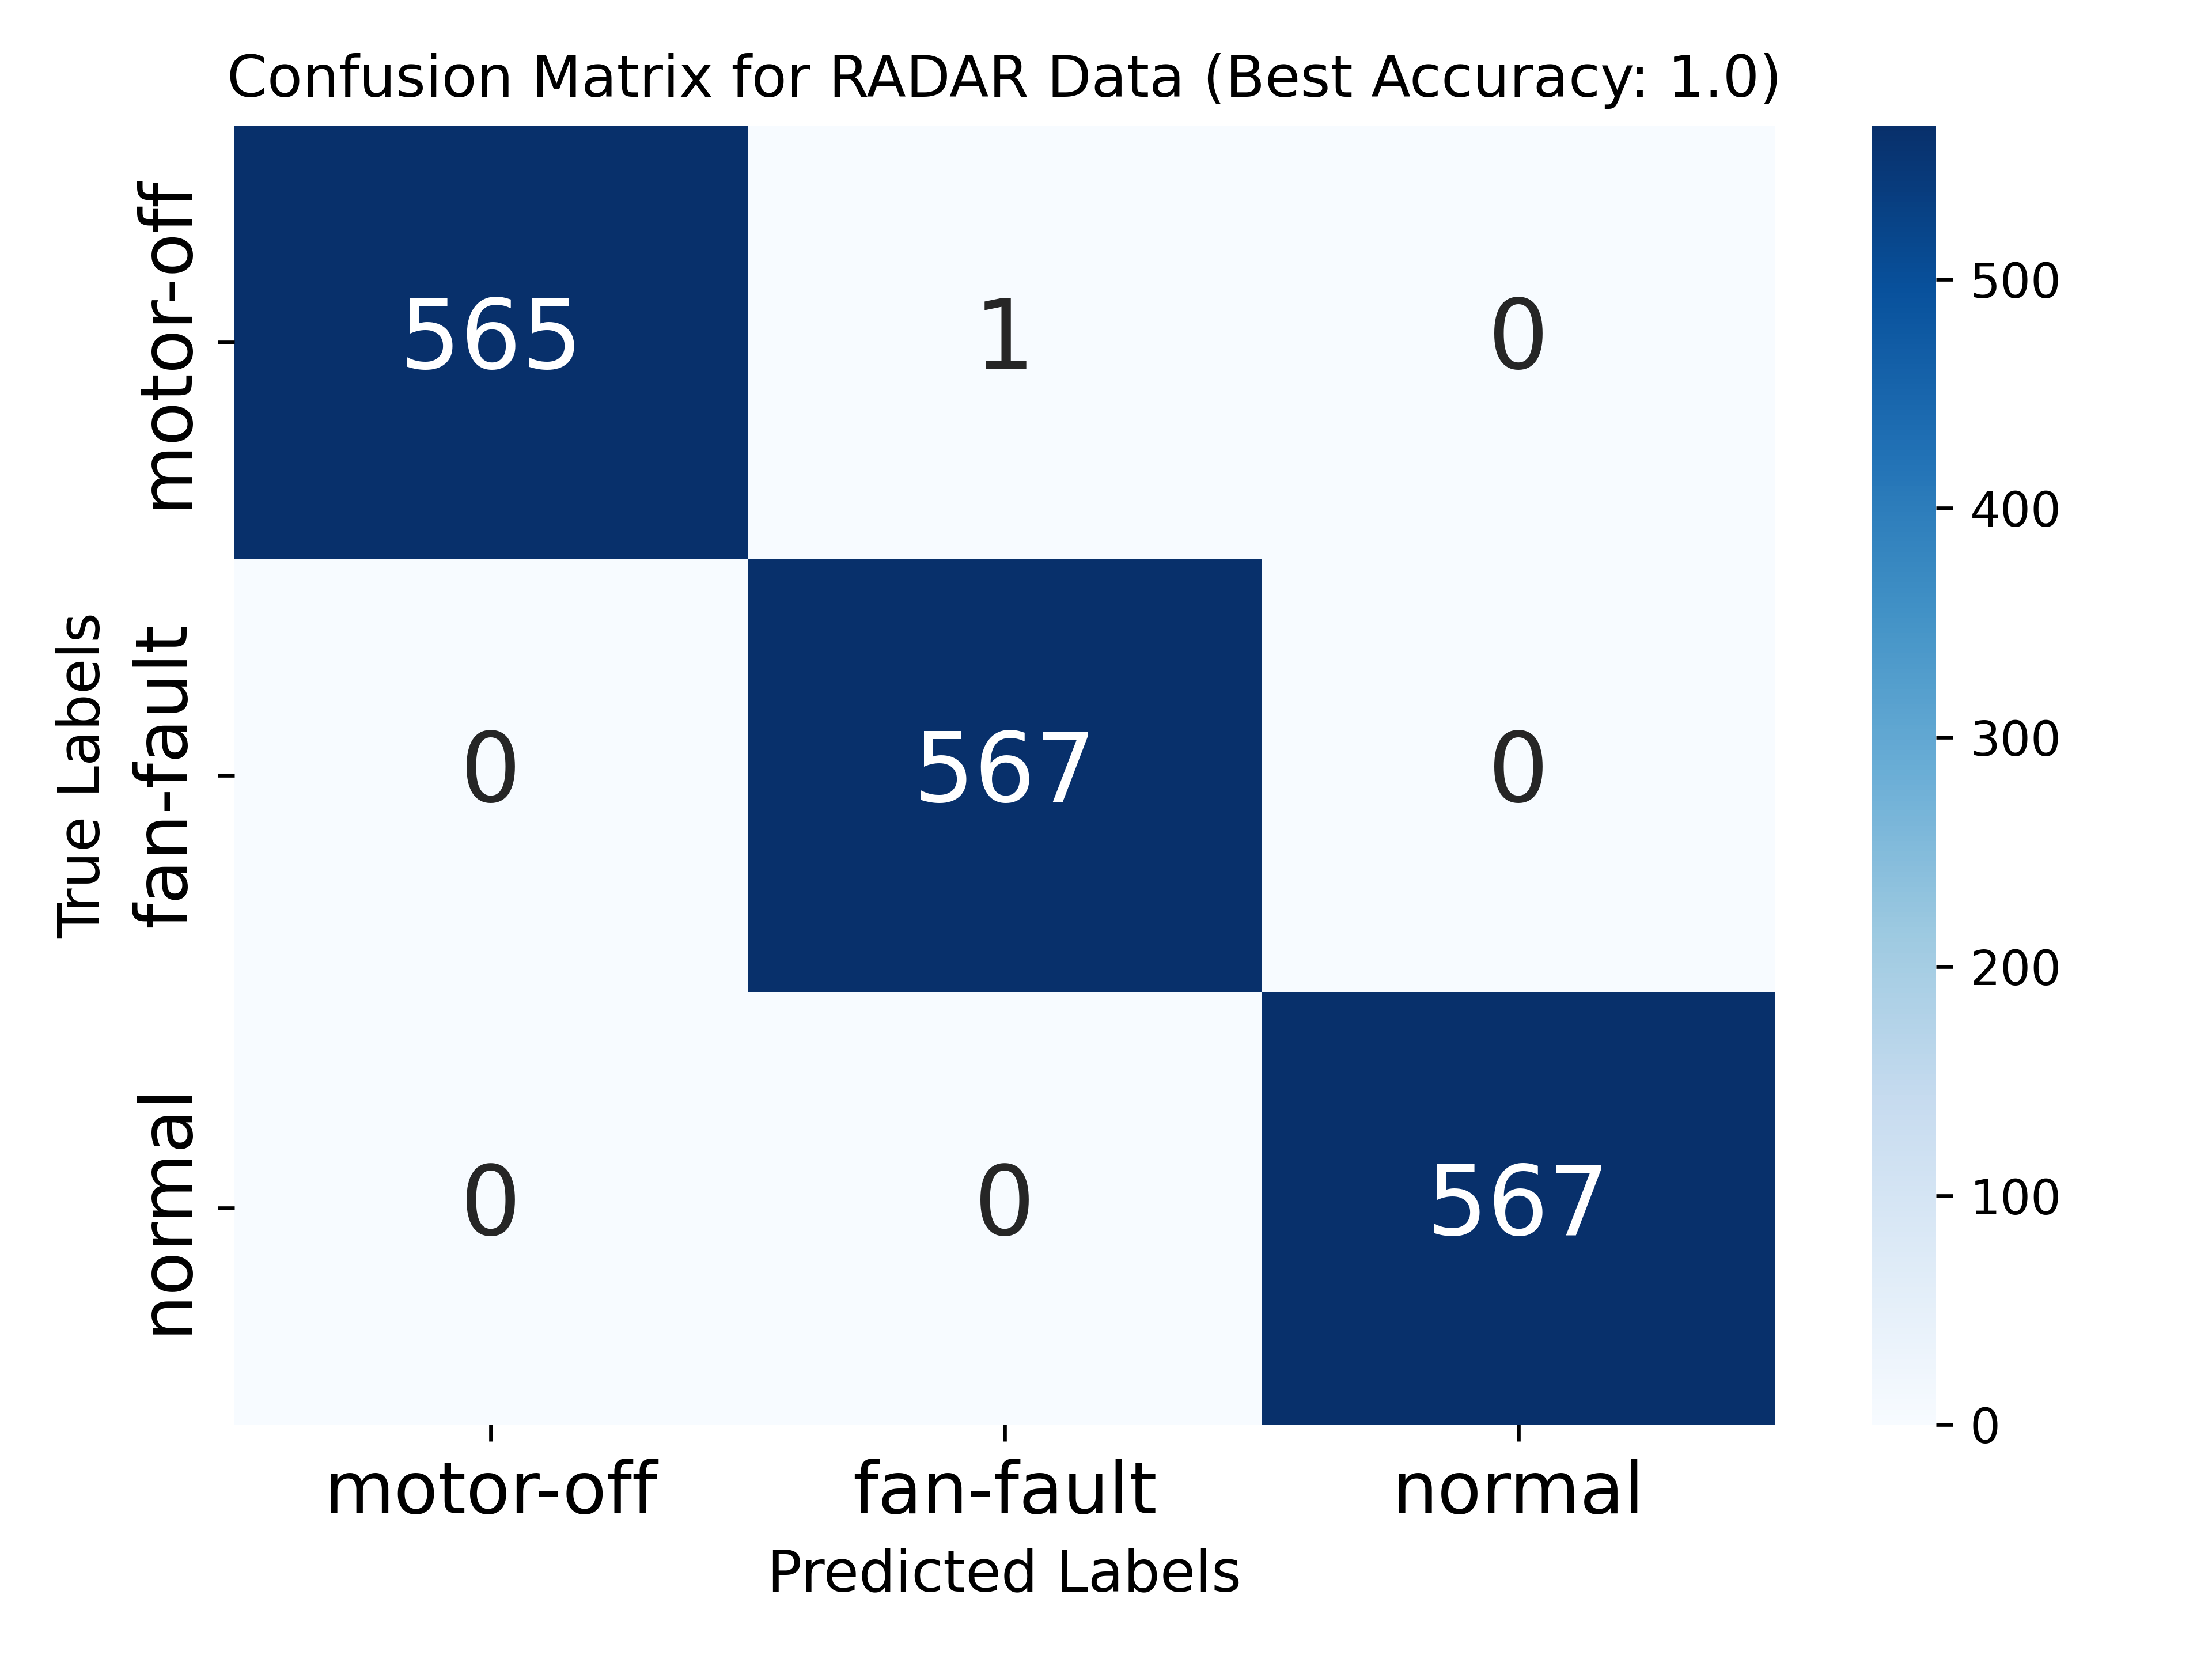 Confusion Matrix for RADAR Data (Best Accuracy: 1.0)
True Labels
motor-off
fan-fault
normal
565 1 0
0 567 0
0 0 567
motor-off fan-fault normal
Predicted Labels
500
400
300
200
100
0